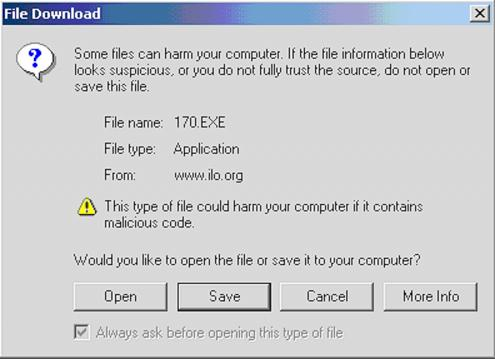 File Download
Some files can harm your computer. If the file information below
looks suspicious, or you do not fully trust the source, do not open or
save this file.
File name: 170.EXE
File type: Application
From: www.ilo.org
This type of file could harm your computer if it contains
malicious code.
Would you like to open the file or save it to your computer?
Open Save Cancel More Info
Always ask before opening this type of file